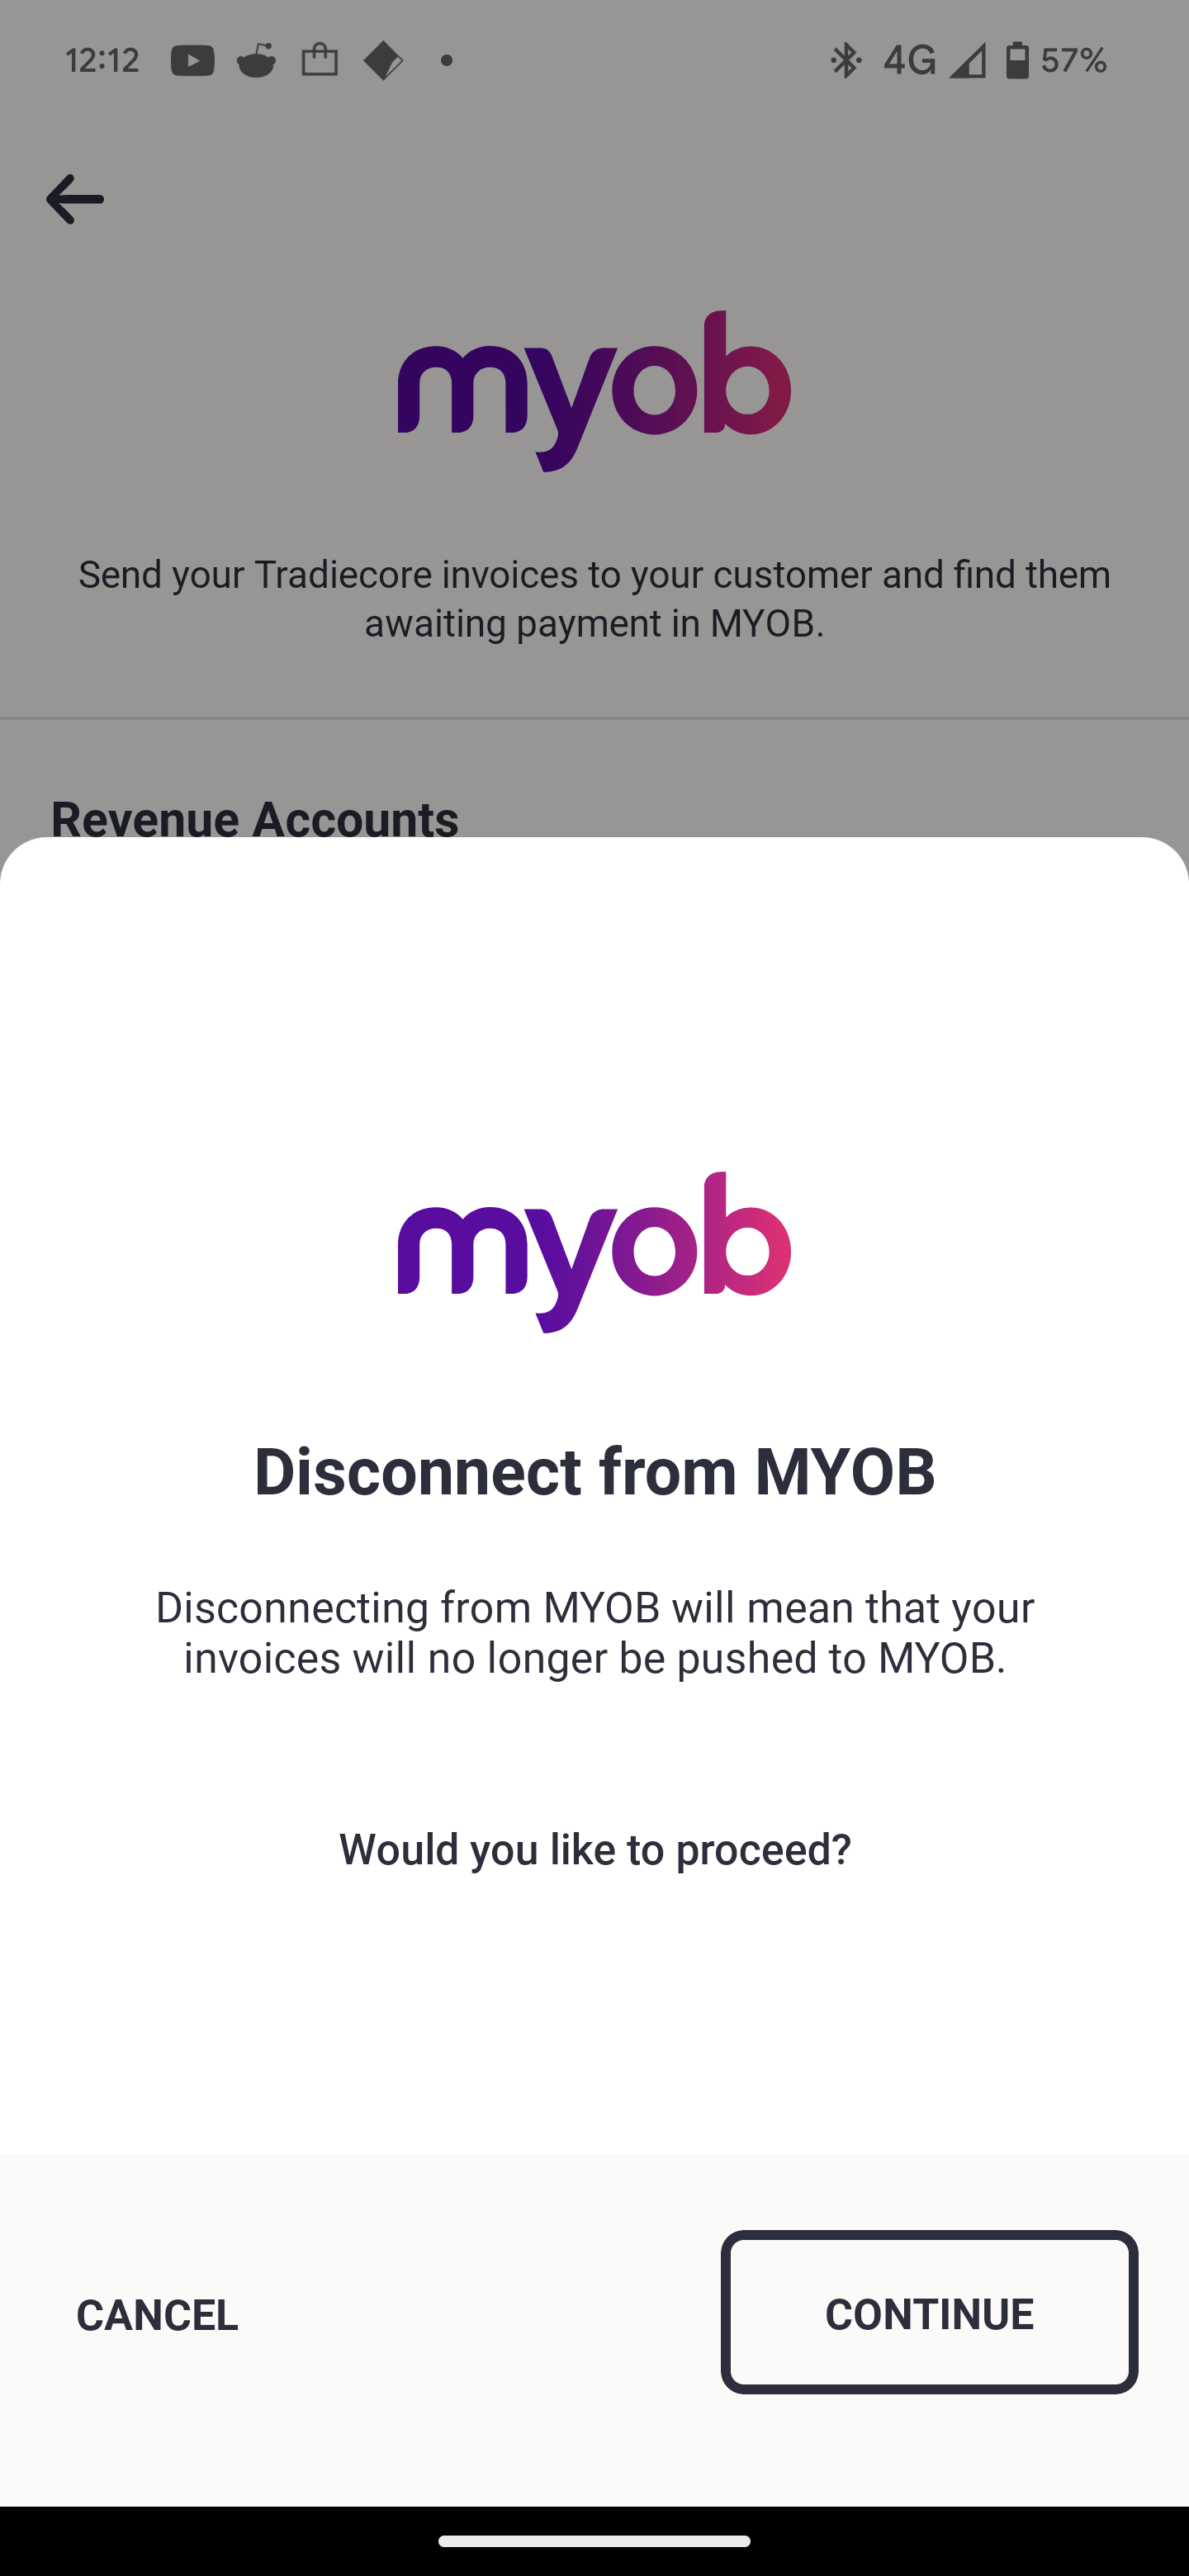 12:12
4G
57%
myob
Send your Tradiecore invoices to your customer and find them
awaiting payment in MYOB.
Revenue Accounts
myob
Disconnect from MYOB
Disconnecting from MYOB will mean that your
invoices will no longer be pushed to MYOB.
Would you like to proceed?
CANCEL
CONTINUE